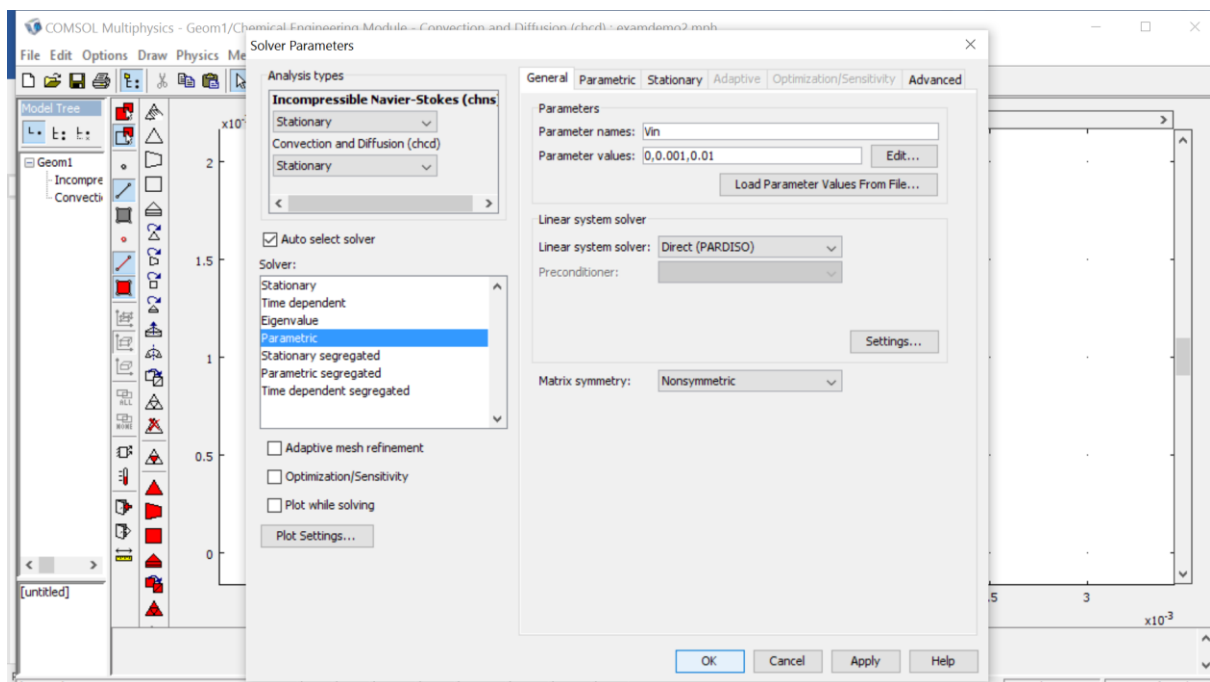 COMSOL Multiphysics - Geom1/Chemical Engineering Module - Convection and Diffusion (chcd) : examdemo2.mph
File Edit Options Draw Physics Me
Solver Parameters
Model Tree
Geom1
Incompre
Convecti
[untitled]
x10
2
1.5
1
0.5
0
Analysis types
Incompressible Navier-Stokes (chns
Stationary
Convection and Diffusion (chcd)
Stationary
Auto select solver
Solver:
Stationary
Time dependent
Eigenvalue
Parametric
Stationary segregated
Parametric segregated
Time dependent segregated
Adaptive mesh refinement
Optimization/Sensitivity
Plot while solving
Plot Settings...
General Parametric Stationary Adaptive Optimization/Sensitivity Advanced
Parameters
Parameter names: Vin
Parameter values: 0,0.001,0.01 Edit...
Load Parameter Values From File...
Linear system solver
Linear system solver: Direct (PARDISO)
Preconditioner:
Settings...
Matrix symmetry: Nonsymmetric
OK Cancel Apply Help
.5 3
x10-3